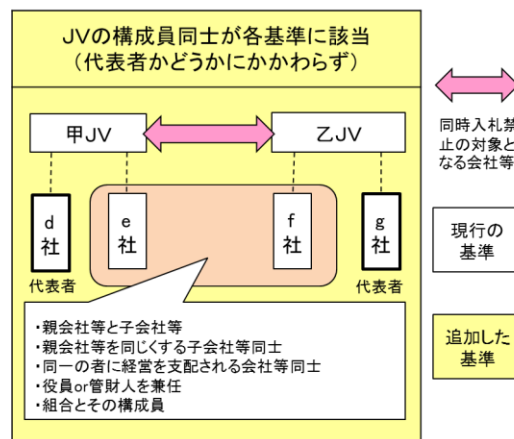 JVの構成員同士が各基準に該当
（代表者かどうかにかかわらず）
甲JV
乙JV
d
社
e
社
f
社
g
社
代表者
代表者
・親会社等と子会社等
・親会社等を同じくする子会社等同士
・同一の者に経営を支配される会社等同士
・役員or管財人を兼任
・組合とその構成員
同時入札禁
止の対象と
なる会社等
現行の
基準
追加した
基準